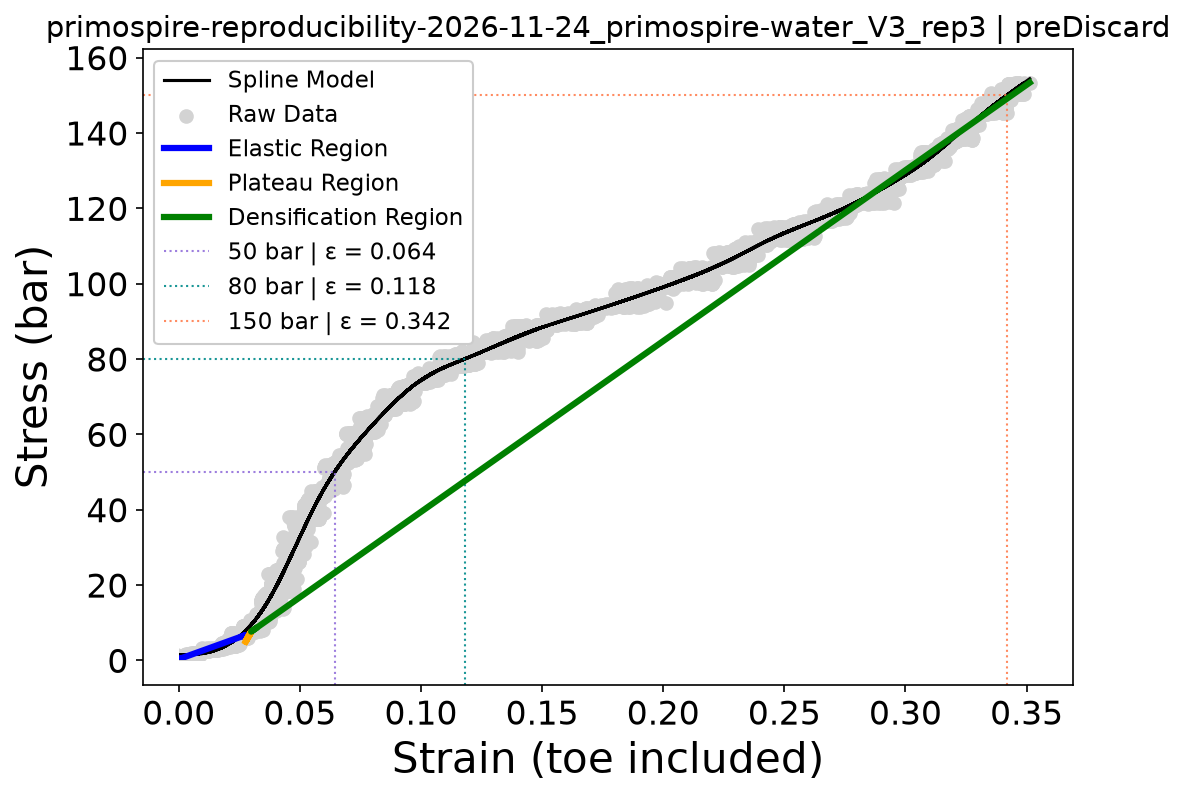 primospire-reproducibility-2026-11-24_primospire-water_V3_rep3 | preDiscard
Stress (bar)
160
140
120
100
80
60
40
20
0
Spline Model
Raw Data
Elastic Region
Plateau Region
Densification Region
50 bar | ε = 0.064
80 bar | ε = 0.118
150 bar | ε = 0.342
0.00 0.05 0.10 0.15 0.20 0.25 0.30 0.35
Strain (toe included)